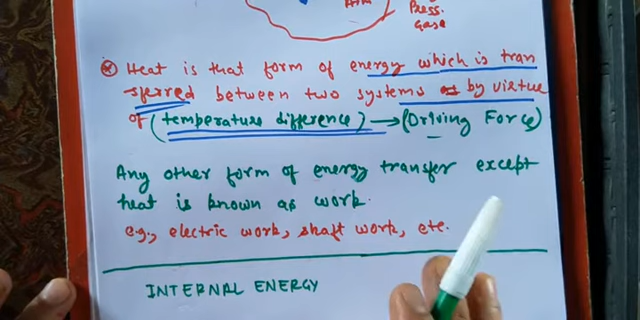 Atm
Press.
Gase
* Heat is that form of energy which is tran
sferred between two systems by virtue
of (temperature difference) → (Driving Force)
Any other form of energy transfer except
heat is known as work.
e.g., electric work, shaft work, etc.
INTERNAL ENERGY